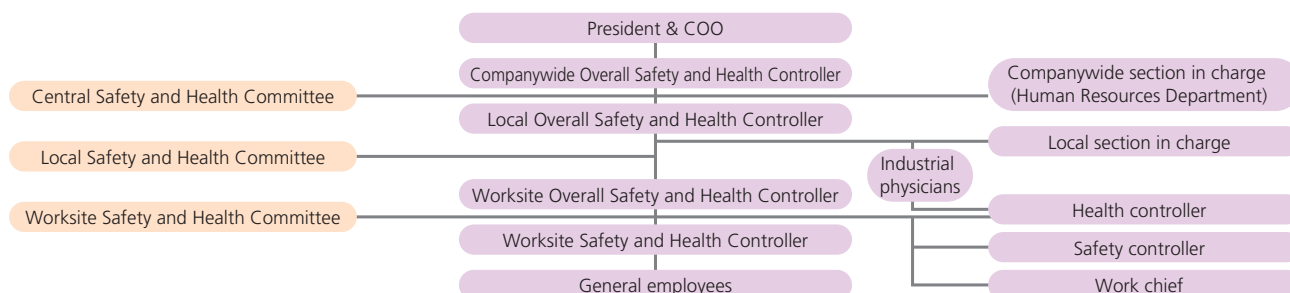 President & COO
Companywide Overall Safety and Health Controller
Companywide section in charge
(Human Resources Department)
Central Safety and Health Committee
Local Overall Safety and Health Controller
Local section in charge
Local Safety and Health Committee
Industrial
physicians
Worksite Overall Safety and Health Controller
Health controller
Worksite Safety and Health Committee
Worksite Safety and Health Controller
Safety controller
General employees
Work chief